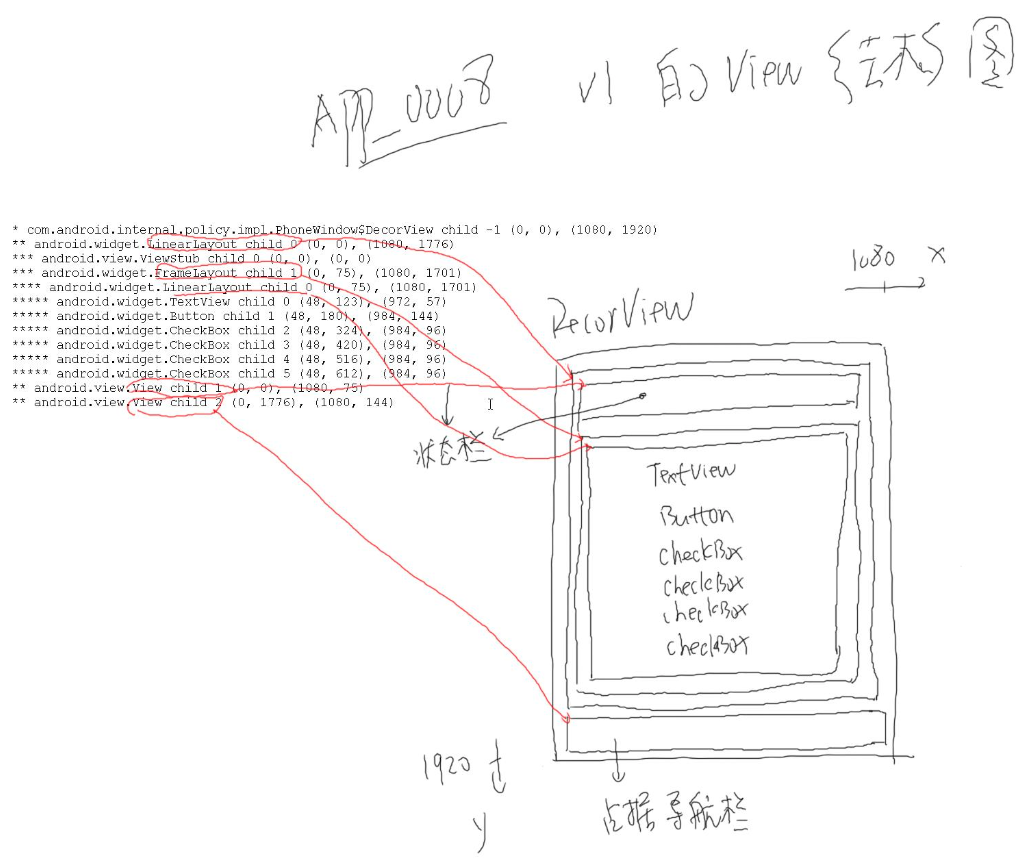 APP_0008 v1 的View结构图
* com.android.internal.policy.impl.PhoneWindow$DecorView child -1 (0, 0), (1080, 1920)
** android.widget.LinearLayout child 0 (0, 0), (1080, 1776)
*** android.view.ViewStub child 0 (0, 0), (0, 0)
*** android.widget.FrameLayout child 1 (0, 75), (1080, 1701)
**** android.widget.LinearLayout child 0 (0, 75), (1080, 1701)
***** android.widget.TextView child 0 (48, 123), (972, 57)
***** android.widget.Button child 1 (48, 180), (984, 144)
***** android.widget.CheckBox child 2 (48, 324), (984, 96)
***** android.widget.CheckBox child 3 (48, 420), (984, 96)
***** android.widget.CheckBox child 4 (48, 516), (984, 96)
***** android.widget.CheckBox child 5 (48, 612), (984, 96)
** android.view.View child 1 (0, 0), (1080, 75)
** android.view.View child 2 (0, 1776), (1080, 144)
1080 X
DecorView
状态栏
TextView
Button
checkBox
checkBox
checkBox
checkBox
1920
y
导航栏